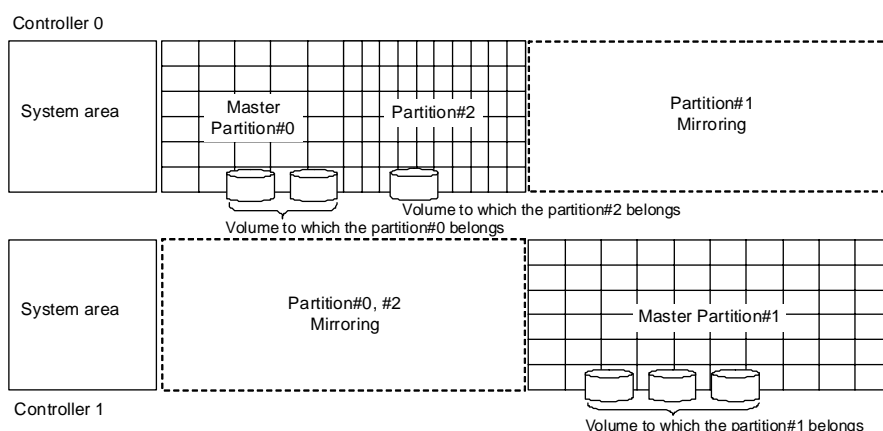 Controller 0
System area
Master
Partition#0
Partition#2
Partition#1
Mirroring
Volume to which the partition#2 belongs
Volume to which the partition#0 belongs
System area
Partition#0, #2
Mirroring
Master Partition#1
Controller 1
Volume to which the partition#1 belongs